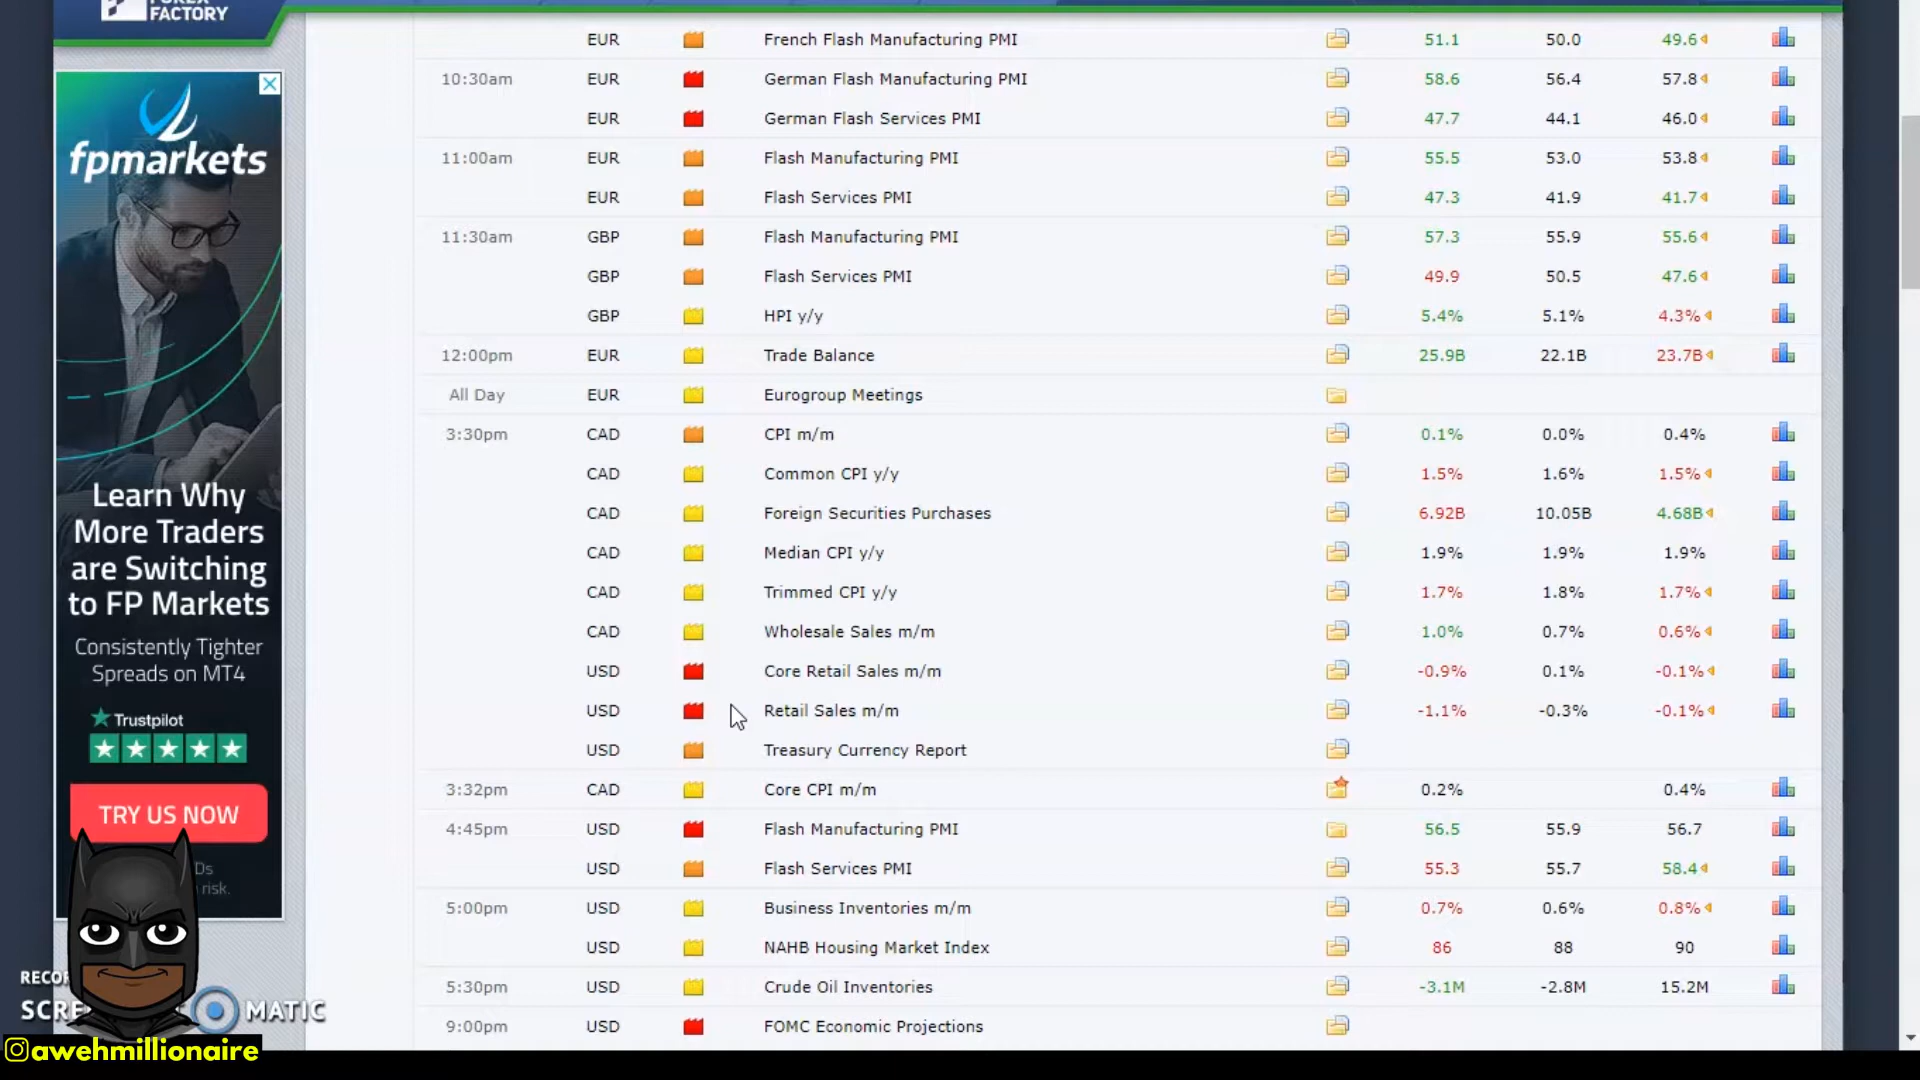 FACTORY
EUR French Flash Manufacturing PMI 51.1 50.0 49.6
10:30am EUR German Flash Manufacturing PMI 58.6 56.4 57.8
EUR German Flash Services PMI 47.7 44.1 46.0
11:00am EUR Flash Manufacturing PMI 55.5 53.0 53.8
EUR Flash Services PMI 47.3 41.9 41.7
11:30am GBP Flash Manufacturing PMI 57.3 55.9 55.6
GBP Flash Services PMI 49.9 50.5 47.6
GBP HPI y/y 5.4% 5.1% 4.3%
12:00pm EUR Trade Balance 25.9B 22.1B 23.7B
All Day EUR Eurogroup Meetings
3:30pm CAD CPI m/m 0.1% 0.0% 0.4%
CAD Common CPI y/y 1.5% 1.6% 1.5%
CAD Foreign Securities Purchases 6.92B 10.05B 4.68B
CAD Median CPI y/y 1.9% 1.9% 1.9%
CAD Trimmed CPI y/y 1.7% 1.8% 1.7%
CAD Wholesale Sales m/m 1.0% 0.7% 0.6%
USD Core Retail Sales m/m -0.9% 0.1% -0.1%
USD Retail Sales m/m -1.1% -0.3% -0.1%
USD Treasury Currency Report
3:32pm CAD Core CPI m/m 0.2% 0.4%
4:45pm USD Flash Manufacturing PMI 56.5 55.9 56.7
USD Flash Services PMI 55.3 55.7 58.4
5:00pm USD Business Inventories m/m 0.7% 0.6% 0.8%
USD NAHB Housing Market Index 86 88 90
5:30pm USD Crude Oil Inventories -3.1M -2.8M 15.2M
9:00pm USD FOMC Economic Projections
fpmarkets
Learn Why
More Traders
are Switching
to FP Markets
Consistently Tighter
Spreads on MT4
Trustpilot
TRY US NOW
Ds
risk.
RECO
SCRE MATIC
@awehmillionaire